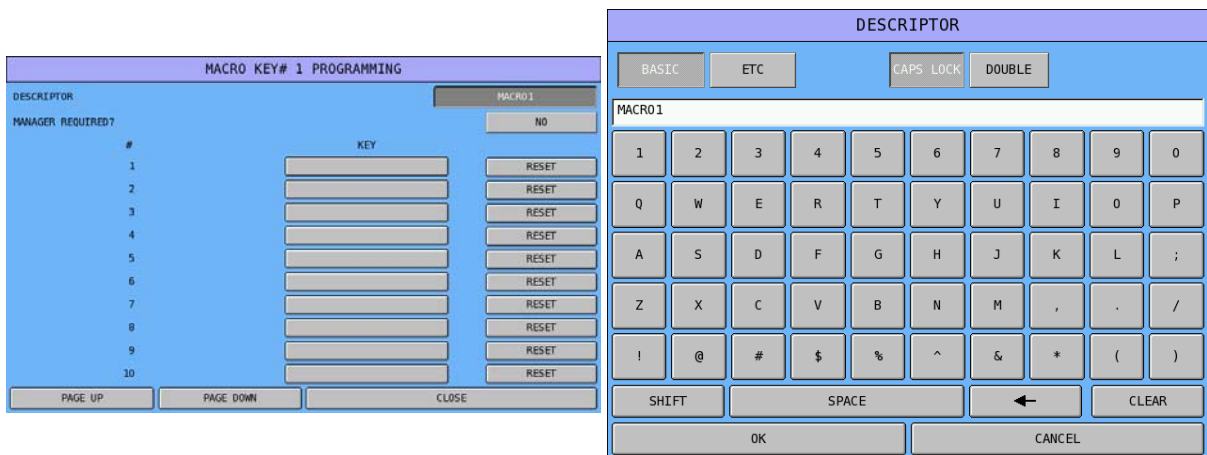 MACRO KEY# 1 PROGRAMMING
DESCRIPTOR MACRO1
MANAGER REQUIRED? NO
# KEY
1 RESET
2 RESET
3 RESET
4 RESET
5 RESET
6 RESET
7 RESET
8 RESET
9 RESET
10 RESET
PAGE UP PAGE DOWN CLOSE
DESCRIPTOR
BASIC ETC CAPS LOCK DOUBLE
MACRO1
1 2 3 4 5 6 7 8 9 0
Q W E R T Y U I O P
A S D F G H J K L ;
Z X C V B N M , . /
! @ # $ % ^ & * ( )
SHIFT SPACE ← CLEAR
OK CANCEL